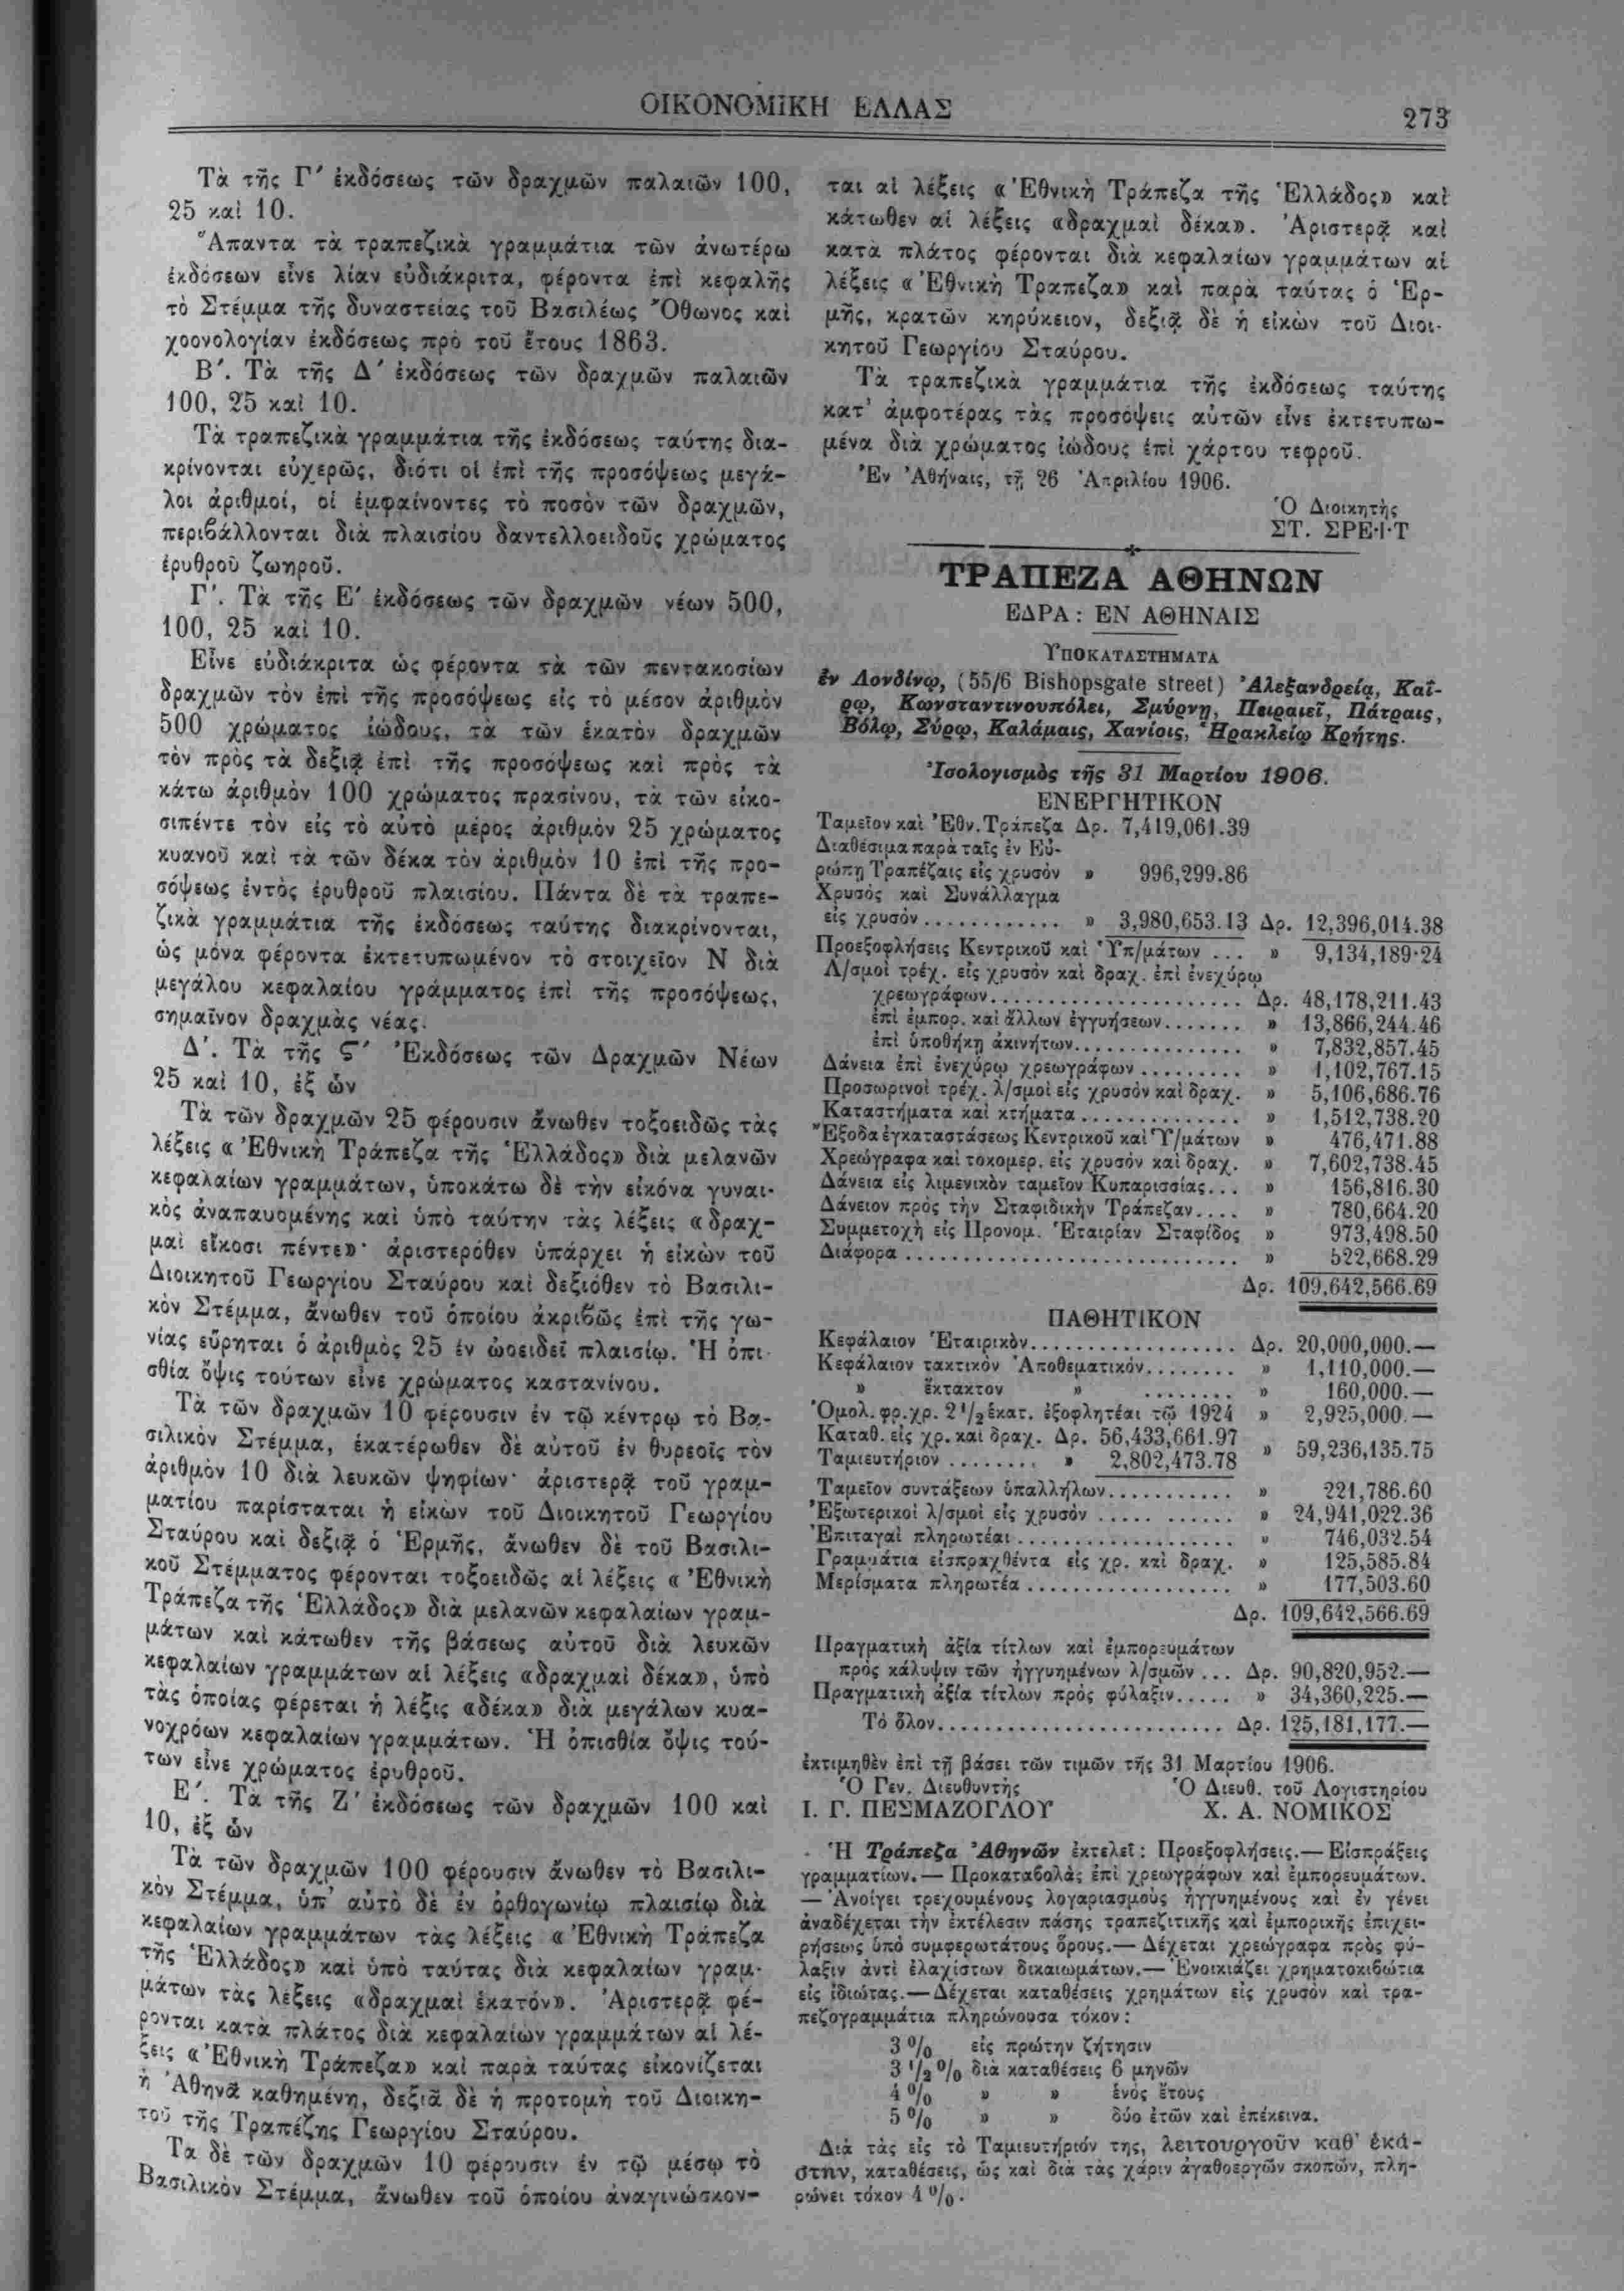 ΟΙΚΟΝΟΜΙΚΗ ΕΛΛΑΣ
273
Τὰ τῆς Γ΄ ἐκδόσεως τῶν δραχμῶν παλαιῶν 100,
25 καὶ 10.
Ἅπαντα τὰ τραπεζικὰ γραμμάτια τῶν ἀνωτέρω
ἐκδόσεων εἶνε λίαν εὐδιάκριτα, φέροντα ἐπὶ κεφαλῆς
τὸ Στέμμα τῆς δυναστείας τοῦ Βασιλέως Ὄθωνος καὶ
χοονολογίαν ἐκδόσεως πρὸ τοῦ ἔτους 1863.
Β΄. Τὰ τῆς Δ΄ ἐκδόσεως τῶν δραχμῶν παλαιῶν
100, 25 καὶ 10.
Τὰ τραπεζικὰ γραμμάτια τῆς ἐκδόσεως ταύτης δια-
κρίνονται εὐχερῶς, διότι οἱ ἐπὶ τῆς προσόψεως μεγά-
λοι ἀριθμοί, οἱ ἐμφαίνοντες τὸ ποσὸν τῶν δραχμῶν,
περιβάλλονται διὰ πλαισίου δαντελλοειδοῦς χρώματος
ἐρυθροῦ ζωηροῦ.
Γ΄. Τὰ τῆς Ε΄ ἐκδόσεως τῶν δραχμῶν νέων 500,
100, 25 καὶ 10.
Εἶνε εὐδιάκριτα ὡς φέροντα τὰ τῶν πεντακοσίων
δραχμῶν τὸν ἐπὶ τῆς προσόψεως εἰς τὸ μέσον ἀριθμὸν
500 χρώματος ἰώδους, τὰ τῶν ἑκατὸν δραχμῶν
τὸν πρὸς τὰ δεξιᾷ ἐπὶ τῆς προσόψεως καὶ πρὸς τὰ
κάτω ἀριθμὸν 100 χρώματος πρασίνου, τὰ τῶν εἰκο-
σιπέντε τὸν εἰς τὸ αὐτὸ μέρος ἀριθμὸν 25 χρώματος
κυανοῦ καὶ τὰ τῶν δέκα τὸν ἀριθμὸν 10 ἐπὶ τῆς προ-
σόψεως ἐντὸς ἐρυθροῦ πλαισίου. Πάντα δὲ τὰ τραπε-
ζικὰ γραμμάτια τῆς ἐκδόσεως ταύτης διακρίνονται,
ὡς μόνα φέροντα ἐκτετυπωμένον τὸ στοιχεῖον Ν διὰ
μεγάλου κεφαλαίου γράμματος ἐπὶ τῆς προσόψεως,
σημαῖνον δραχμὰς νέας.
Δ΄. Τὰ τῆς Ϛ΄ Ἐκδόσεως τῶν Δραχμῶν Νέων
25 καὶ 10, ἐξ ὧν
Τὰ τῶν δραχμῶν 25 φέρουσιν ἄνωθεν τοξοειδῶς τὰς
λέξεις «Ἐθνικὴ Τράπεζα τῆς Ἑλλάδος» διὰ μελανῶν
κεφαλαίων γραμμάτων, ὑποκάτω δὲ τὴν εἰκόνα γυναι-
κὸς ἀναπαυομένης καὶ ὑπὸ ταύτην τὰς λέξεις «δραχ-
μαὶ εἴκοσι πέντε»· ἀριστερόθεν ὑπάρχει ἡ εἰκὼν τοῦ
Διοικητοῦ Γεωργίου Σταύρου καὶ δεξιόθεν τὸ Βασιλι-
κὸν Στέμμα, ἄνωθεν τοῦ ὁποίου ἀκριβῶς ἐπὶ τῆς γω-
νίας εὕρηται ὁ ἀριθμὸς 25 ἐν ὠοειδεῖ πλαισίῳ. Ἡ ὀπι-
σθία ὄψις τούτων εἶνε χρώματος καστανίνου.
Τὰ τῶν δραχμῶν 10 φέρουσιν ἐν τῷ κέντρῳ τὸ Βα-
σιλικὸν Στέμμα, ἑκατέρωθεν δὲ αὐτοῦ ἐν θυρεοῖς τὸν
ἀριθμὸν 10 διὰ λευκῶν ψηφίων· ἀριστερᾷ τοῦ γραμ-
ματίου παρίσταται ἡ εἰκὼν τοῦ Διοικητοῦ Γεωργίου
Σταύρου καὶ δεξιᾷ ὁ Ἑρμῆς, ἄνωθεν δὲ τοῦ Βασιλι-
κοῦ Στέμματος φέρονται τοξοειδῶς αἱ λέξεις «Ἐθνικὴ
Τράπεζα τῆς Ἑλλάδος» διὰ μελανῶν κεφαλαίων γραμ-
μάτων καὶ κάτωθεν τῆς βάσεως αὐτοῦ διὰ λευκῶν
κεφαλαίων γραμμάτων αἱ λέξεις «δραχμαὶ δέκα», ὑπὸ
τὰς ὁποίας φέρεται ἡ λέξις «δέκα» διὰ μεγάλων κυα-
νοχρόων κεφαλαίων γραμμάτων. Ἡ ὀπισθία ὄψις τού-
των εἶνε χρώματος ἐρυθροῦ.
Ε΄. Τὰ τῆς Ζ΄ ἐκδόσεως τῶν δραχμῶν 100 καὶ
10, ἐξ ὧν
Τὰ τῶν δραχμῶν 100 φέρουσιν ἄνωθεν τὸ Βασιλι-
κὸν Στέμμα, ὑπ' αὐτὸ δὲ ἐν ὀρθογωνίῳ πλαισίῳ διὰ
κεφαλαίων γραμμάτων τὰς λέξεις «Ἐθνικὴ Τράπεζα
τῆς Ἑλλάδος» καὶ ὑπὸ ταύτας διὰ κεφαλαίων γραμ-
μάτων τὰς λέξεις «δραχμαὶ ἑκατόν». Ἀριστερᾷ φέ-
ρονται κατὰ πλάτος διὰ κεφαλαίων γραμμάτων αἱ λέ-
ξεις «Ἐθνικὴ Τράπεζα» καὶ παρὰ ταύτας εἰκονίζεται
ἡ Ἀθηνᾶ καθημένη, δεξιᾷ δὲ ἡ προτομὴ τοῦ Διοικη-
τοῦ τῆς Τραπέζης Γεωργίου Σταύρου.
Τὰ δὲ τῶν δραχμῶν 10 φέρουσιν ἐν τῷ μέσῳ τὸ
Βασιλικὸν Στέμμα, ἄνωθεν τοῦ ὁποίου ἀναγινώσκον-
ται αἱ λέξεις «Ἐθνικὴ Τράπεζα τῆς Ἑλλάδος» καὶ
κάτωθεν αἱ λέξεις «δραχμαὶ δέκα». Ἀριστερᾷ καὶ
κατὰ πλάτος φέρονται διὰ κεφαλαίων γραμμάτων αἱ
λέξεις «Ἐθνικὴ Τραπεζα» καὶ παρὰ ταύτας ὁ Ἑρ-
μῆς, κρατῶν κηρύκειον, δεξιᾷ δὲ ἡ εἰκὼν τοῦ Διοι-
κητοῦ Γεωργίου Σταύρου.
Τὰ τραπεζικὰ γραμμάτια τῆς ἐκδόσεως ταύτης
κατ' ἀμφοτέρας τὰς προσόψεις αὐτῶν εἶνε ἐκτετυπω-
μένα διὰ χρώματος ἰώδους ἐπὶ χάρτου τεφροῦ.
Ἐν Ἀθήναις, τῇ 26 Ἀπριλίου 1906.
Ὁ Διοικητὴς
ΣΤ. ΣΡΕ·Ι·Τ
ΤΡΑΠΕΖΑ ΑΘΗΝΩΝ
ΕΔΡΑ: ΕΝ ΑΘΗΝΑΙΣ
ΥΠΟΚΑΤΑΣΤΗΜΑΤΑ
ἐν Λονδίνῳ, (55/6 Bishopsgate street) Ἀλεξανδρείᾳ, Καΐ-
ρῳ, Κωνσταντινουπόλει, Σμύρνῃ, Πειραιεῖ, Πάτραις,
Βόλῳ, Σύρῳ, Καλάμαις, Χανίοις, Ἡρακλείῳ Κρήτης.
Ἰσολογισμὸς τῆς 31 Μαρτίου 1906.
ΕΝΕΡΓΗΤΙΚΟΝ
Ταμεῖον καὶ Ἐθν. Τράπεζα Δρ. 7,419,061.39
Διαθέσιμα παρὰ ταῖς ἐν Εὐ-
ρώπῃ Τραπέζαις εἰς χρυσόν » 996,299.86
Χρυσὸς καὶ Συνάλλαγμα
εἰς χρυσόν ............ » 3,980,653.13 Δρ. 12,396,014.38
Προεξοφλήσεις Κεντρικοῦ καὶ Ὑπ/μάτων ... » 9,134,189·24
Λ/σμοὶ τρέχ. εἰς χρυσὸν καὶ δραχ. ἐπὶ ἐνεχύρῳ
χρεωγράφων ...................... Δρ. 48,178,211.43
ἐπὶ ἐμπορ. καὶ ἄλλων ἐγγυήσεων ....... » 13,866,244.46
ἐπὶ ὑποθήκῃ ἀκινήτων ............... » 7,832,857.45
Δάνεια ἐπὶ ἐνεχύρῳ χρεωγράφων ......... » 1,102,767.15
Προσωρινοὶ τρέχ. λ/σμοὶ εἰς χρυσὸν καὶ δραχ. » 5,106,686.76
Καταστήματα καὶ κτήματα .............. » 1,512,738.20
Ἔξοδα ἐγκαταστάσεως Κεντρικοῦ καὶ Ὑ/μάτων » 476,471.88
Χρεώγραφα καὶ τοκομερ. εἰς χρυσὸν καὶ δραχ. » 7,602,738.45
Δάνεια εἰς λιμενικὸν ταμεῖον Κυπαρισσίας... » 156,816.30
Δάνειον πρὸς τὴν Σταφιδικὴν Τράπεζαν.... » 780,664.20
Συμμετοχὴ εἰς Προνομ. Ἑταιρίαν Σταφίδος » 973,498.50
Διάφορα ............................. » 522,668.29
Δρ. 109,642,566.69
ΠΑΘΗΤΙΚΟΝ
Κεφάλαιον Ἑταιρικὸν .................. Δρ. 20,000,000.—
Κεφάλαιον τακτικὸν Ἀποθεματικόν ........ » 1,110,000.—
» ἔκτακτον » ........ » 160,000.—
Ὁμολ. φρ. χρ. 2 1/2 ἑκατ. ἐξοφλητέαι τῷ 1924 » 2,925,000.—
Καταθ. εἰς χρ. καὶ δραχ. Δρ. 56,433,661.97
Ταμιευτήριον ........ » 2,802,473.78 » 59,236,135.75
Ταμεῖον συντάξεων ὑπαλλήλων ........... » 221,786.60
Ἐξωτερικοὶ λ/σμοὶ εἰς χρυσόν ............ » 24,941,022.36
Ἐπιταγαὶ πληρωτέαι ................... » 746,032.54
Γραμμάτια εἰσπραχθέντα εἰς χρ. καὶ δραχ. » 125,585.84
Μερίσματα πληρωτέα .................. » 177,503.60
Δρ. 109,642,566.69
Πραγματικὴ ἀξία τίτλων καὶ ἐμπορευμάτων
πρὸς κάλυψιν τῶν ἠγγυημένων λ/σμῶν ... Δρ. 90,820,952.—
Πραγματικὴ ἀξία τίτλων πρὸς φύλαξιν ..... » 34,360,225.—
Τὸ ὅλον ......................... Δρ. 125,181,177.—
ἐκτιμηθὲν ἐπὶ τῇ βάσει τῶν τιμῶν τῆς 31 Μαρτίου 1906.
Ὁ Γεν. Διευθυντὴς Ὁ Διευθ. τοῦ Λογιστηρίου
Ι. Γ. ΠΕΣΜΑΖΟΓΛΟΥ Χ. Α. ΝΟΜΙΚΟΣ
Ἡ Τράπεζα Ἀθηνῶν ἐκτελεῖ: Προεξοφλήσεις.— Εἰσπράξεις
γραμματίων.— Προκαταβολὰς ἐπὶ χρεωγράφων καὶ ἐμπορευμάτων.
— Ἀνοίγει τρεχουμένους λογαριασμοὺς ἠγγυημένους καὶ ἐν γένει
ἀναδέχεται τὴν ἐκτέλεσιν πάσης τραπεζιτικῆς καὶ ἐμπορικῆς ἐπιχει-
ρήσεως ὑπὸ συμφερωτάτους ὅρους.— Δέχεται χρεώγραφα πρὸς φύ-
λαξιν ἀντὶ ἐλαχίστων δικαιωμάτων.— Ἐνοικιάζει χρηματοκιβώτια
εἰς ἰδιώτας.— Δέχεται καταθέσεις χρημάτων εἰς χρυσὸν καὶ τρα-
πεζογραμμάτια πληρώνουσα τόκον:
3 % εἰς πρώτην ζήτησιν
3 1/2 % διὰ καταθέσεις 6 μηνῶν
4 % » » ἑνὸς ἔτους
5 % » » δύο ἐτῶν καὶ ἐπέκεινα.
Διὰ τὰς εἰς τὸ Ταμιευτήριόν της, λειτουργοῦν καθ' ἑκά-
στην, καταθέσεις, ὡς καὶ διὰ τὰς χάριν ἀγαθοεργῶν σκοπῶν, πλη-
ρώνει τόκον 4 %.